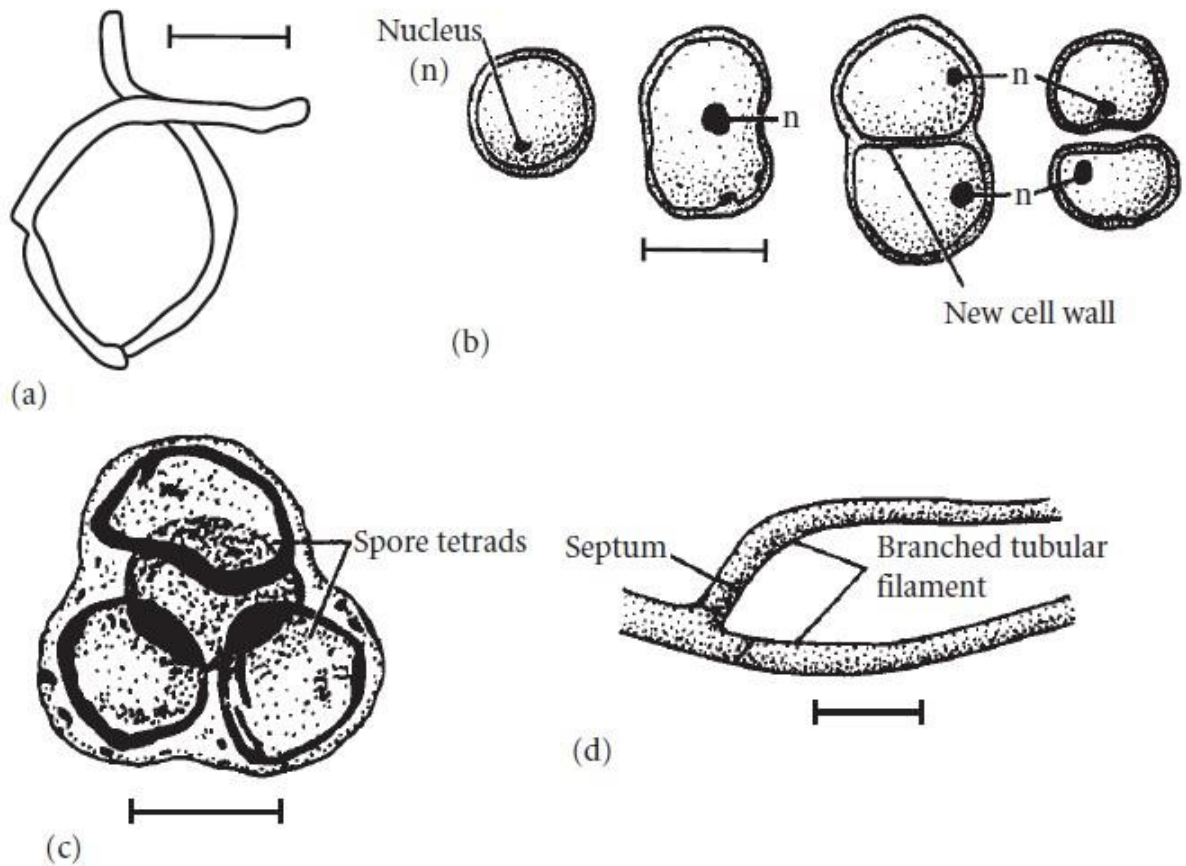 (a)
Nucleus
(n)
n
n
n
New cell wall
(b)
Spore tetrads
(c)
Septum
Branched tubular
filament
(d)